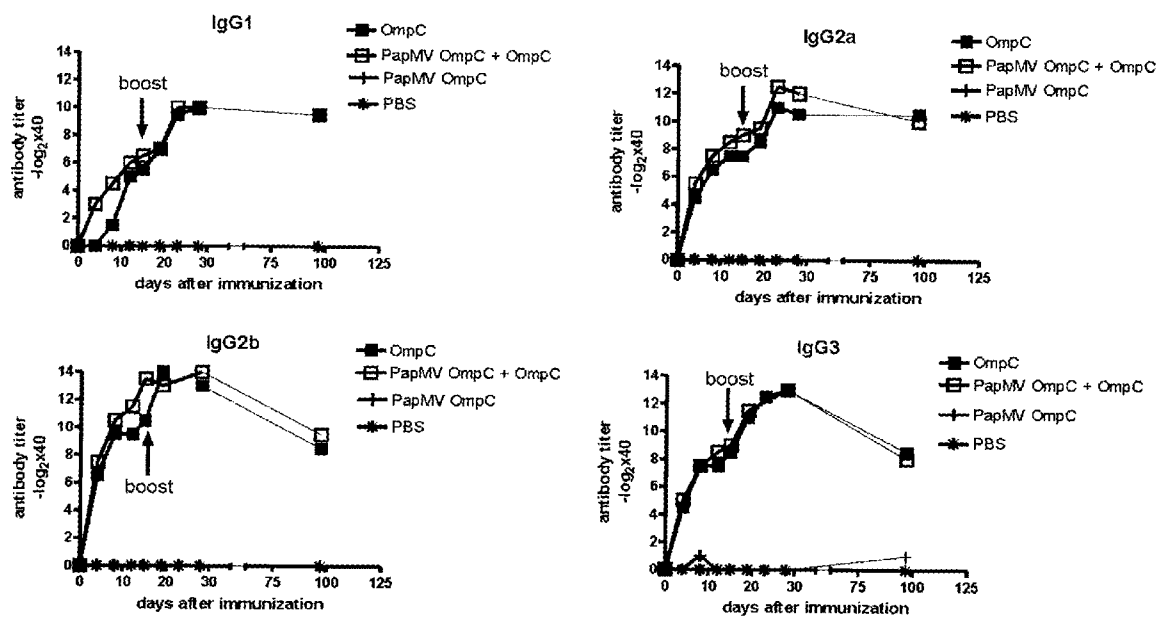 IgG1
OmpC
PapMV OmpC + OmpC
PapMV OmpC
PBS
boost
antibody titer
-log2x40
14
12
10
8
6
4
2
0
0 10 20 30 75 100 125
days after immunization
IgG2a
OmpC
PapMV OmpC + OmpC
PapMV OmpC
PBS
boost
antibody titer
-log2x40
14
12
10
8
6
4
2
0
0 10 20 30 75 100 125
days after immunization
IgG2b
OmpC
PapMV OmpC + OmpC
PapMV OmpC
PBS
boost
antibody titer
-log2x40
14
12
10
8
6
4
2
0
0 10 20 30 75 100 125
days after immunization
IgG3
OmpC
PapMV OmpC + OmpC
PapMV OmpC
PBS
boost
antibody titer
-log2x40
14
12
10
8
6
4
2
0
0 10 20 30 75 100 125
days after immunization